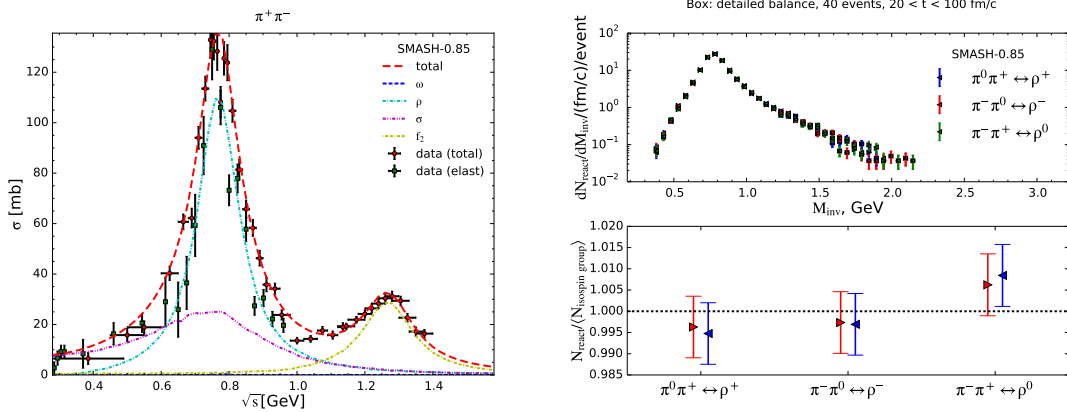 π⁺π⁻
SMASH-0.85
total
ω
ρ
σ
f₂
data (total)
data (elast)
σ [mb]
120
100
80
60
40
20
0
0.4 0.6 0.8 1.0 1.2 1.4
√s[GeV]
Box: detailed balance, 40 events, 20 < t < 100 fm/c
SMASH-0.85
π⁰π⁺↔ρ⁺
π⁻π⁰↔ρ⁻
π⁻π⁺↔ρ⁰
dN_react/dM_inv/(fm/c)/event
10²
10¹
10⁰
10⁻¹
10⁻²
0.5 1.0 1.5 2.0 2.5 3.0
M_inv, GeV
N_react/⟨N_isospin group⟩
1.020
1.015
1.010
1.005
1.000
0.995
0.990
0.985
π⁰π⁺↔ρ⁺ π⁻π⁰↔ρ⁻ π⁻π⁺↔ρ⁰